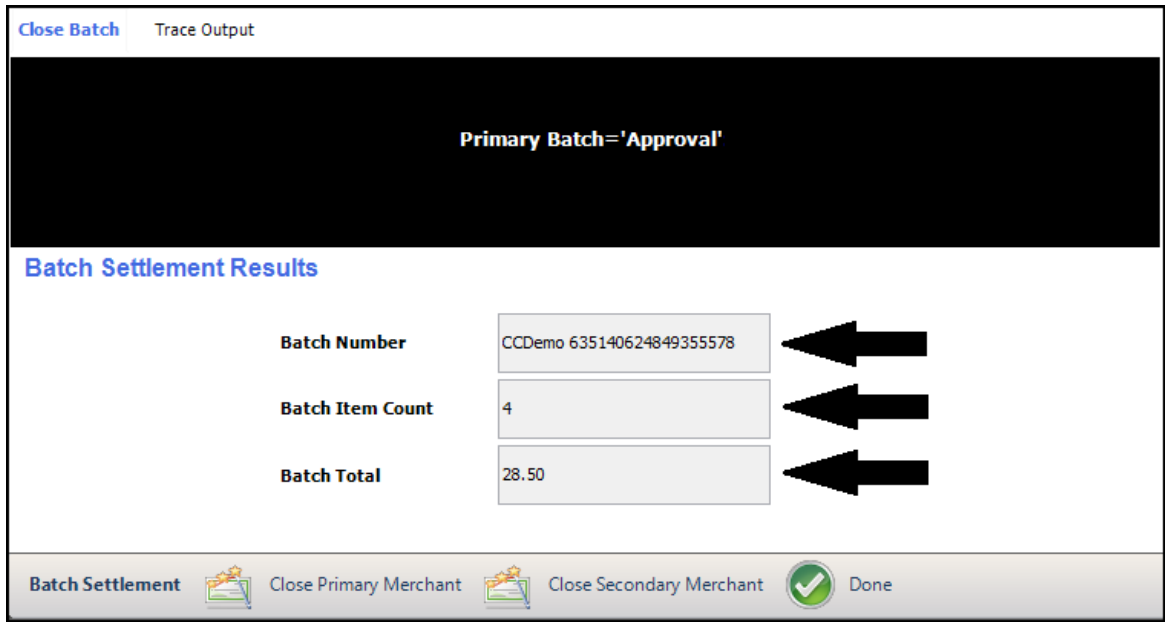 Close Batch Trace Output
Primary Batch='Approval'
Batch Settlement Results
Batch Number CCDemo 635140624849355578
Batch Item Count 4
Batch Total 28.50
Batch Settlement Close Primary Merchant Close Secondary Merchant Done